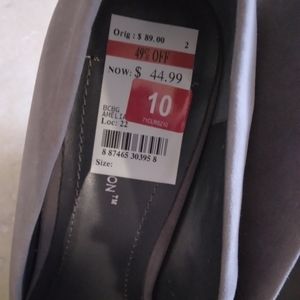 Orig : $ 89.00
2
49% OFF
NOW: $ 44.99
10
BCBG
AMELIA
Loc: 22
8 87465 30395 8
Size:
ON™